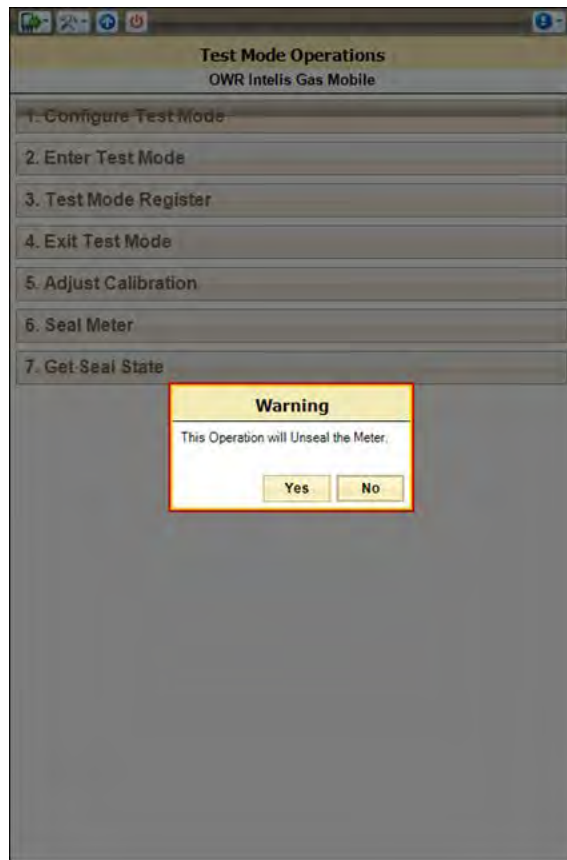 Test Mode Operations
OWR Intelis Gas Mobile
1. Configure Test Mode
2. Enter Test Mode
3. Test Mode Register
4. Exit Test Mode
5. Adjust Calibration
6. Seal Meter
7. Get Seal State
Warning
This Operation will Unseal the Meter.
Yes No